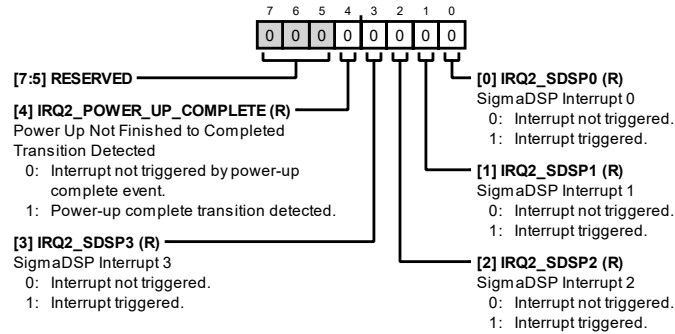 7 6 5 4 3 2 1 0
0 0 0 0 0 0 0 0
[7:5] RESERVED
[4] IRQ2_POWER_UP_COMPLETE (R)
Power Up Not Finished to Completed
Transition Detected
0: Interrupt not triggered by power-up
complete event.
1: Power-up complete transition detected.
[3] IRQ2_SDSP3 (R)
SigmaDSP Interrupt 3
0: Interrupt not triggered.
1: Interrupt triggered.
[0] IRQ2_SDSP0 (R)
SigmaDSP Interrupt 0
0: Interrupt not triggered.
1: Interrupt triggered.
[1] IRQ2_SDSP1 (R)
SigmaDSP Interrupt 1
0: Interrupt not triggered.
1: Interrupt triggered.
[2] IRQ2_SDSP2 (R)
SigmaDSP Interrupt 2
0: Interrupt not triggered.
1: Interrupt triggered.